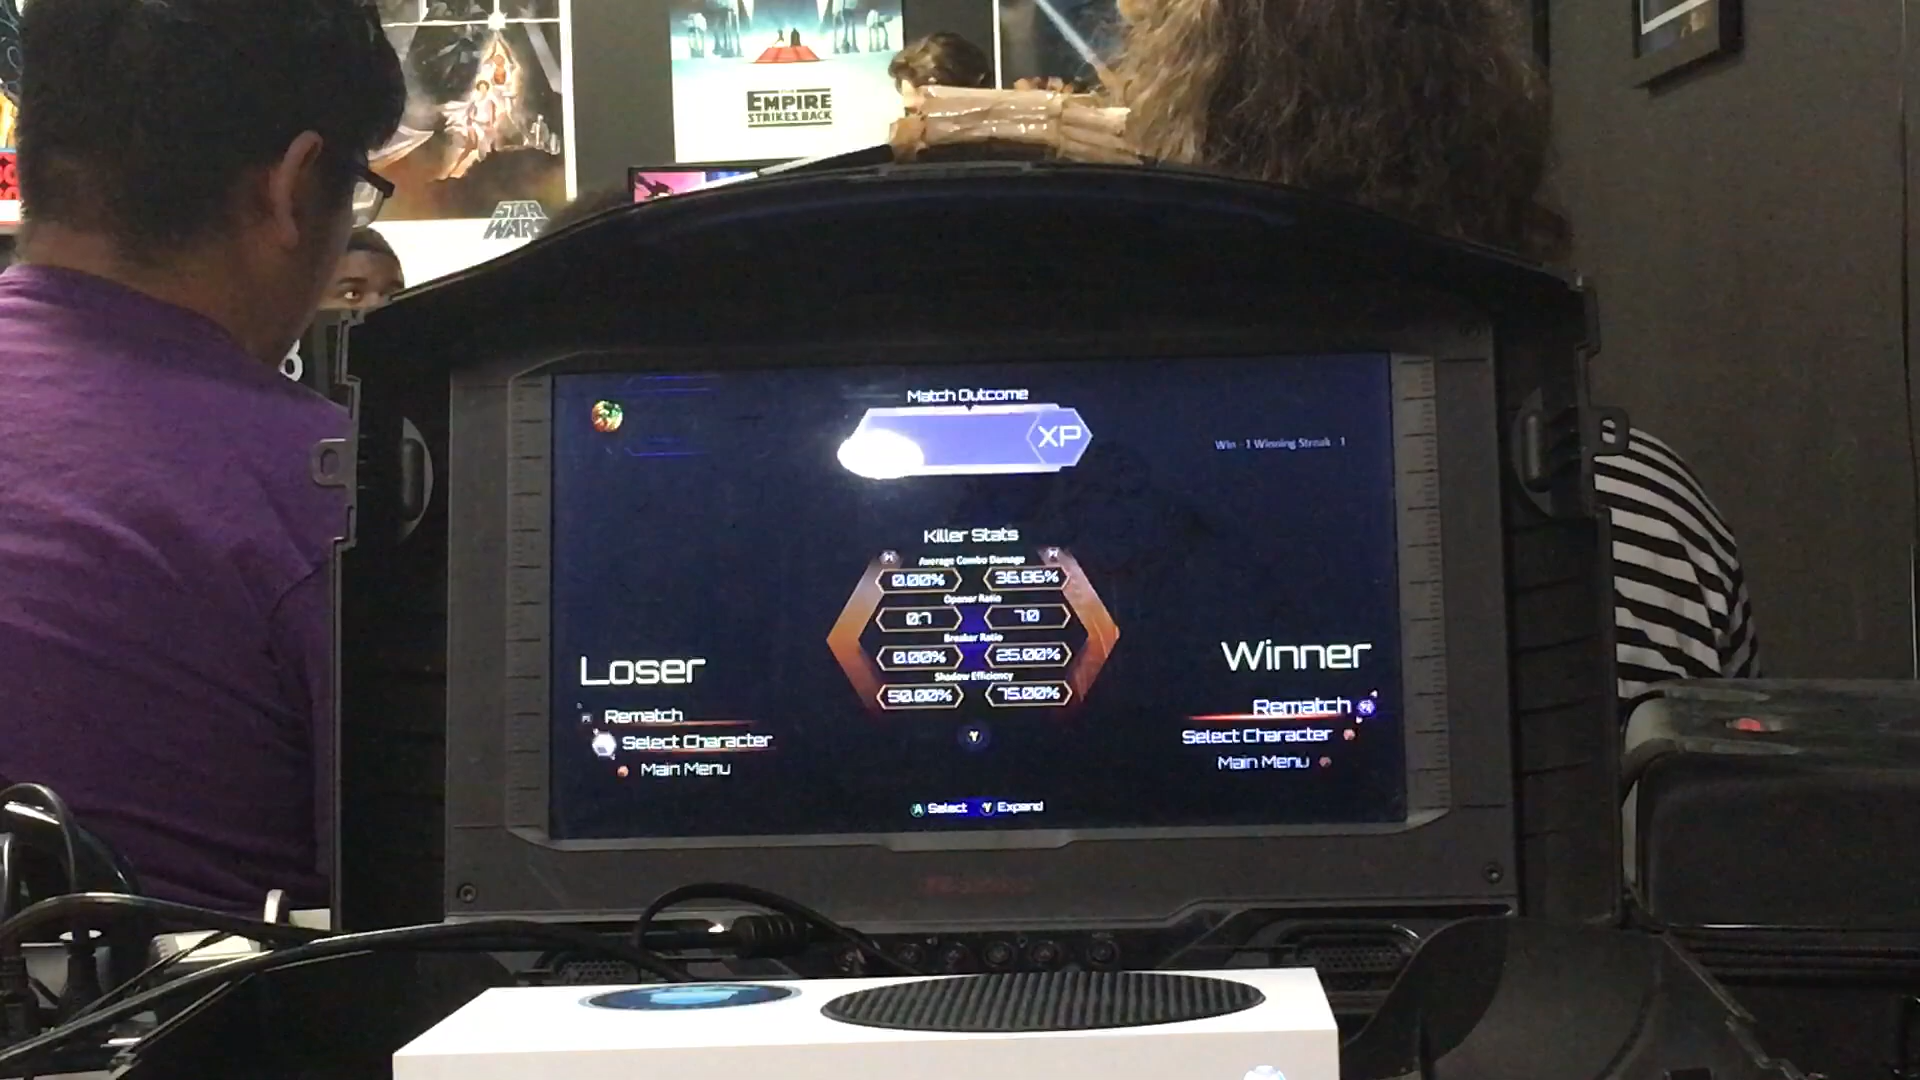 EMPIRE
STRIKES BACK
STAR
WARS
Match Outcome
XP
Win - 1 Winning Streak 1
Killer Stats
Average Combo Damage
0.00% 36.86%
Opener Ratio
0:7 7:0
Breaker Ratio
0.00% 25.00%
Shadow Efficiency
50.00% 75.00%
Loser
Winner
Rematch
Select Character
Main Menu
Rematch
Select Character
Main Menu
Y
A Select Y Expand